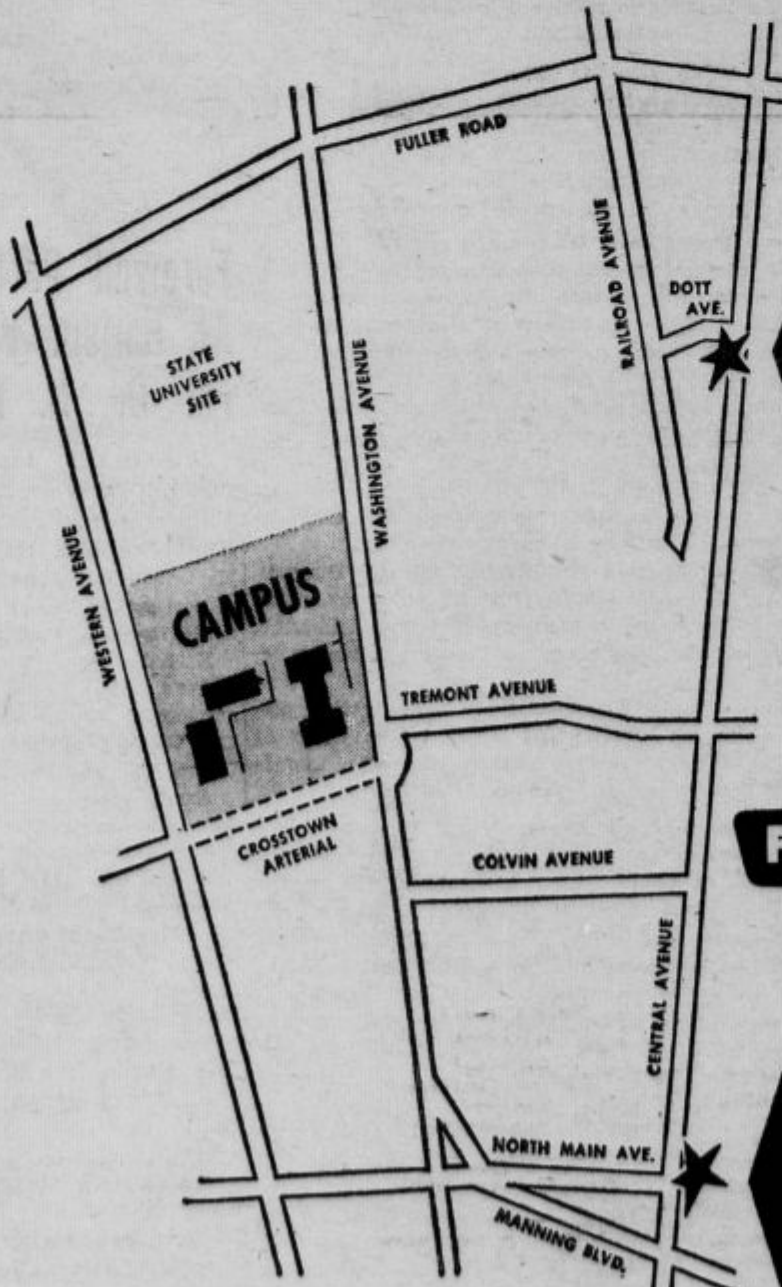 FULLER ROAD
RAILROAD AVENUE
DOTT
AVE.
STATE
UNIVERSITY
SITE
WASHINGTON AVENUE
WESTERN AVENUE
CAMPUS
TREMONT AVENUE
CROSSTOWN
ARTERIAL
COLVIN AVENUE
CENTRAL AVENUE
NORTH MAIN AVE.
MANNING BLVD.